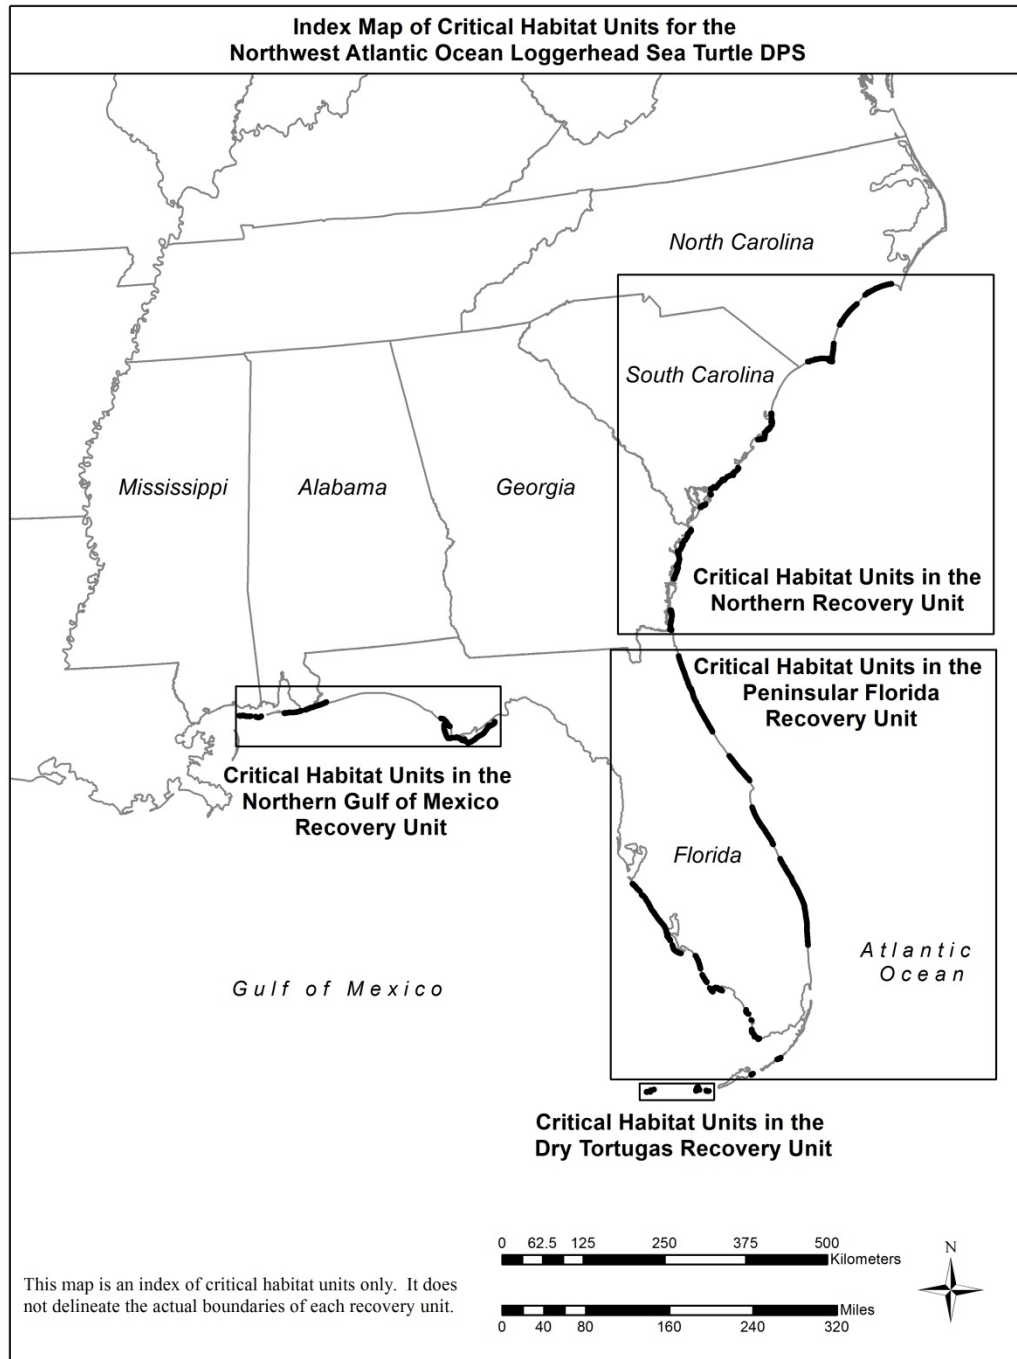 Index Map of Critical Habitat Units for the
Northwest Atlantic Ocean Loggerhead Sea Turtle DPS
North Carolina
South Carolina
Mississippi
Alabama
Georgia
Critical Habitat Units in the
Northern Recovery Unit
Critical Habitat Units in the
Peninsular Florida
Recovery Unit
Critical Habitat Units in the
Northern Gulf of Mexico
Recovery Unit
Florida
Atlantic
Ocean
Gulf of Mexico
Critical Habitat Units in the
Dry Tortugas Recovery Unit
0 62.5 125 250 375 500
Kilometers
Miles
0 40 80 160 240 320
N
This map is an index of critical habitat units only. It does
not delineate the actual boundaries of each recovery unit.